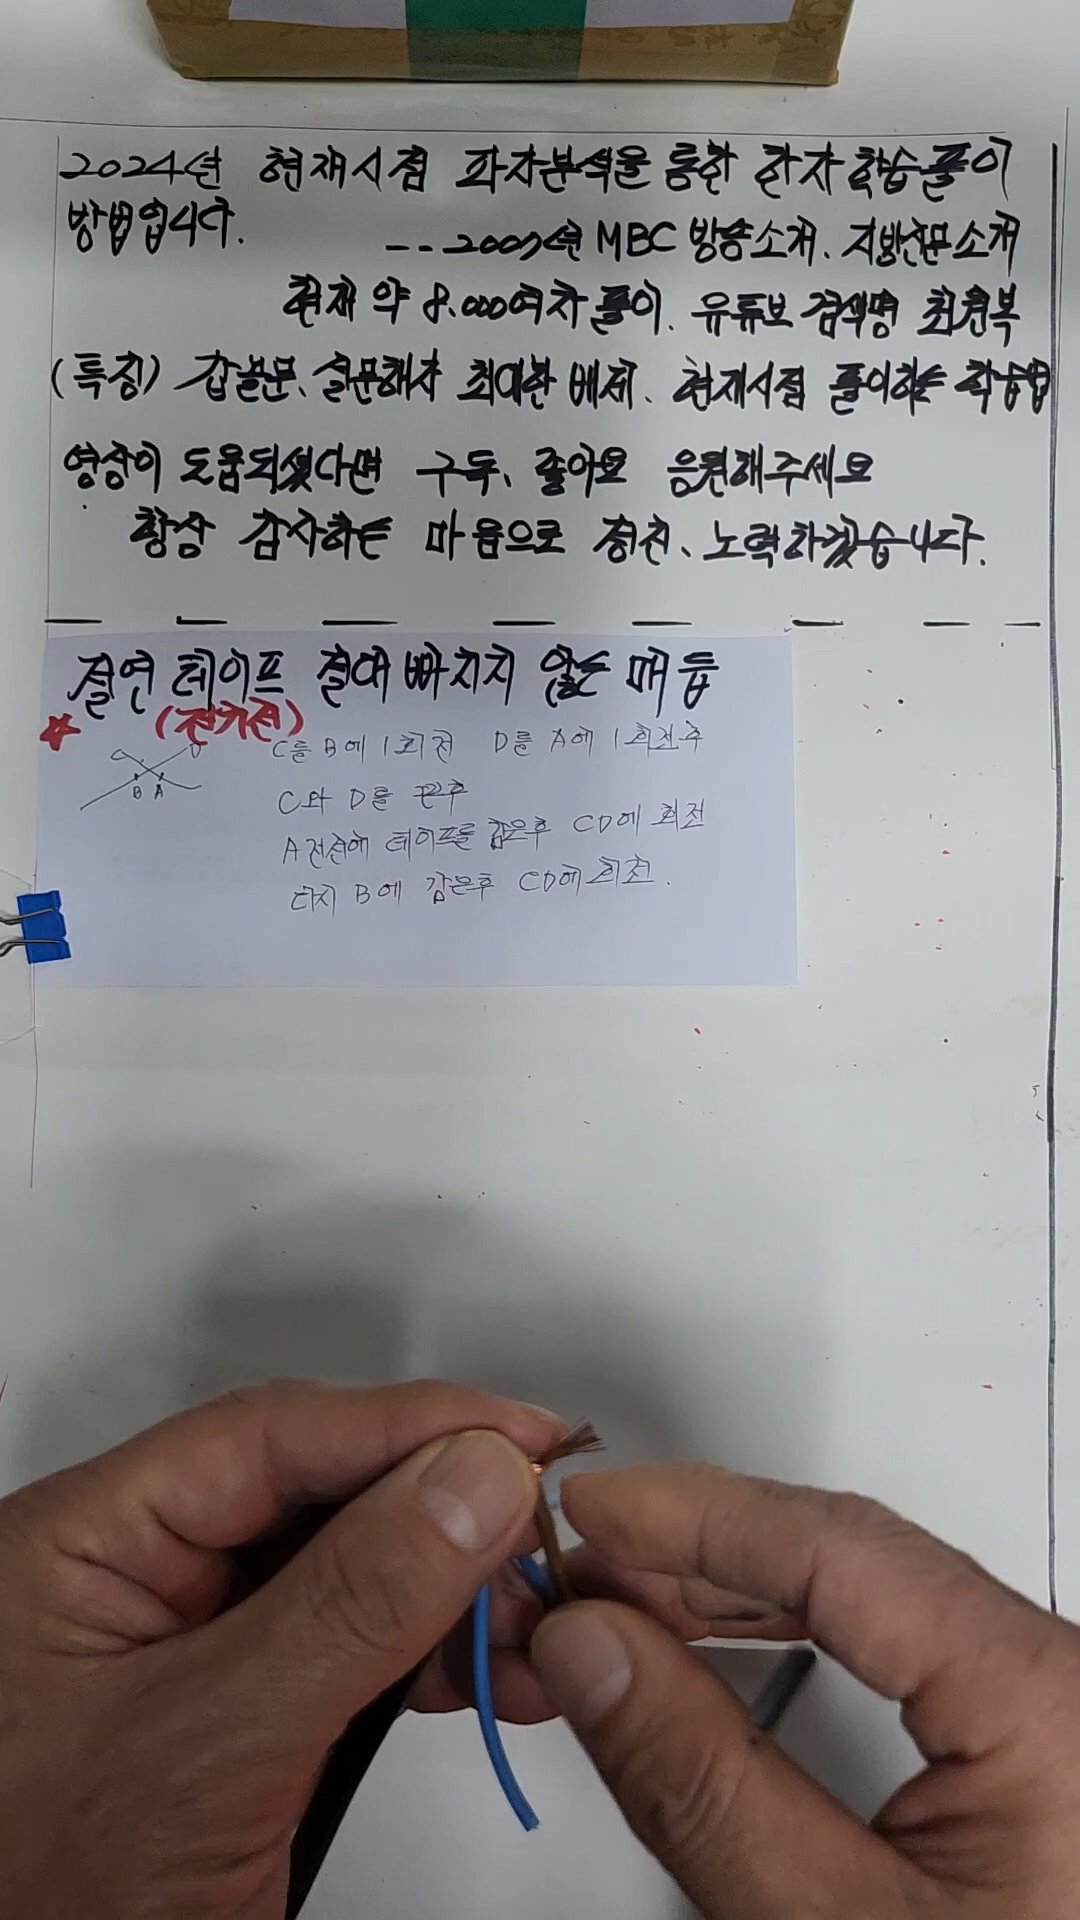 2024년 현재시점 파자분석을 통한 한자 학습풀이
방법입니다.
--- 2007년 MBC 방송소개, 지방신문소개
현재 약 8,000여자 풀이. 유튜브 검색명 최원복
(특징) 갑골문, 설문해자 최대한 배제, 현재시점 풀이하는 학습법
영상이 도움되셨다면 구독, 좋아요 응원해주세요
항상 감사하는 마음으로 정진, 노력하겠습니다.
절연 테이프 절대 빠지지 않는 매듭
(전기선)
C D
B A
C를 B에 1회전 D를 A에 1회전후
C와 D를 꼰후
A전선에 테이프를 감은후 CD에 회전
다시 B에 감은후 CD에 회전.